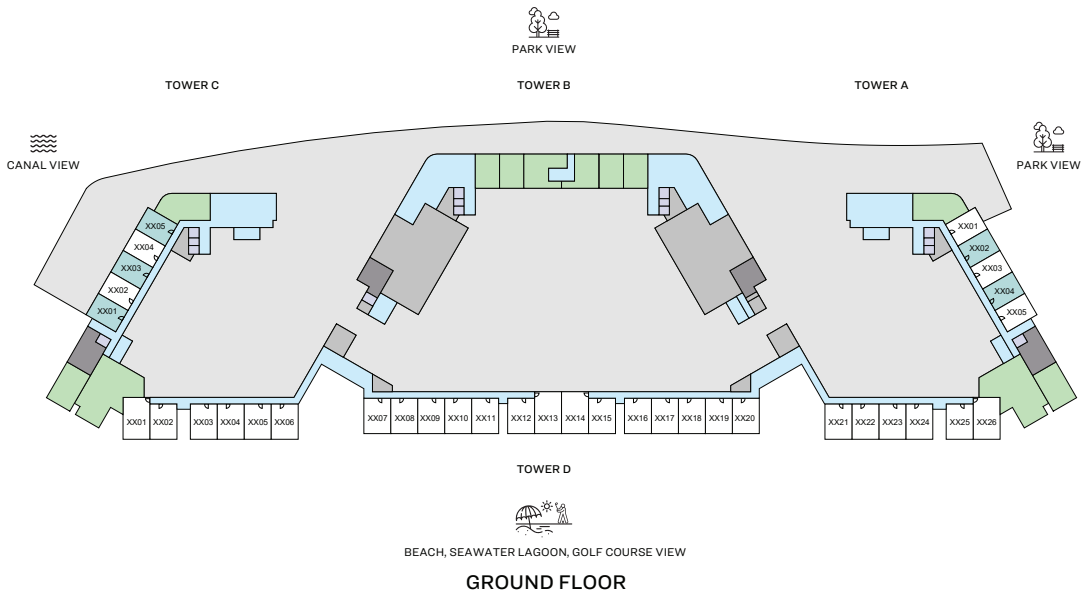 PARK VIEW
TOWER C
TOWER B
TOWER A
CANAL VIEW
PARK VIEW
XX05
XX04
XX03
XX02
XX01
XX01
XX02
XX03
XX04
XX05
XX01 XX02 XX03 XX04 XX05 XX06 XX07 XX08 XX09 XX10 XX11 XX12 XX13 XX14 XX15 XX16 XX17 XX18 XX19 XX20 XX21 XX22 XX23 XX24 XX25 XX26
TOWER D
BEACH, SEAWATER LAGOON, GOLF COURSE VIEW
GROUND FLOOR